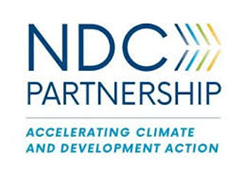 NDC
PARTNERSHIP
ACCELERATING CLIMATE
AND DEVELOPMENT ACTION